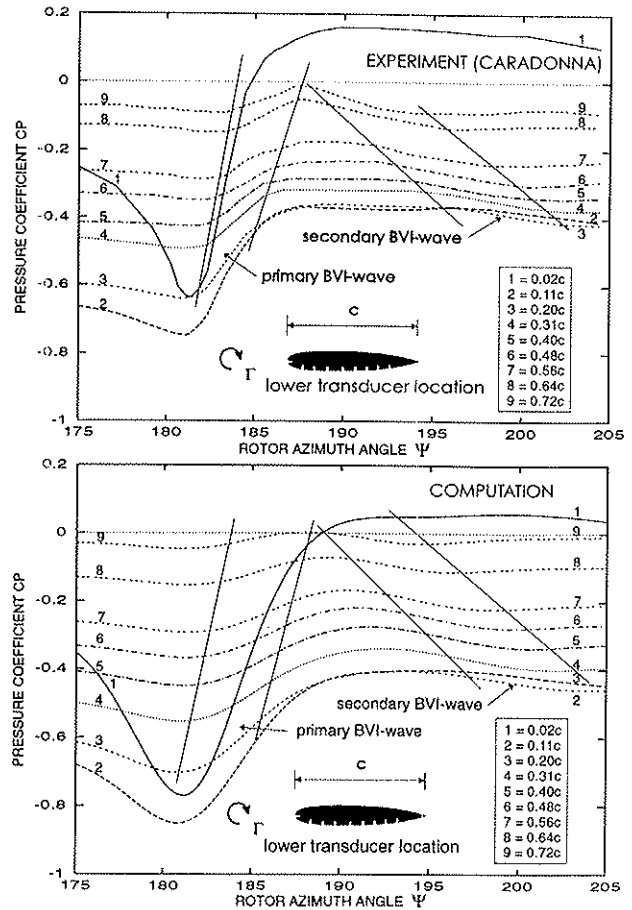 0.2
0
-0.2
-0.4
-0.6
-0.8
-1
PRESSURE COEFFICIENT CP
1
EXPERIMENT (CARADONNA)
9
8
7
1
6
5
4
3
2
9
8
7
6
5
4
2
3
secondary BVI-wave
primary BVI-wave
c
Γ
lower transducer location
1 = 0.02c
2 = 0.11c
3 = 0.20c
4 = 0.31c
5 = 0.40c
6 = 0.48c
7 = 0.56c
8 = 0.64c
9 = 0.72c
175 180 185 190 195 200 205
ROTOR AZIMUTH ANGLE Ψ
0.2
0
-0.2
-0.4
-0.6
-0.8
-1
PRESSURE COEFFICIENT CP
COMPUTATION
1
9
8
7
6
5
1
4
3
2
9
8
7
6
5
4
3
2
secondary BVI-wave
primary BVI-wave
c
Γ
lower transducer location
1 = 0.02c
2 = 0.11c
3 = 0.20c
4 = 0.31c
5 = 0.40c
6 = 0.48c
7 = 0.56c
8 = 0.64c
9 = 0.72c
175 180 185 190 195 200 205
ROTOR AZIMUTH ANGLE Ψ